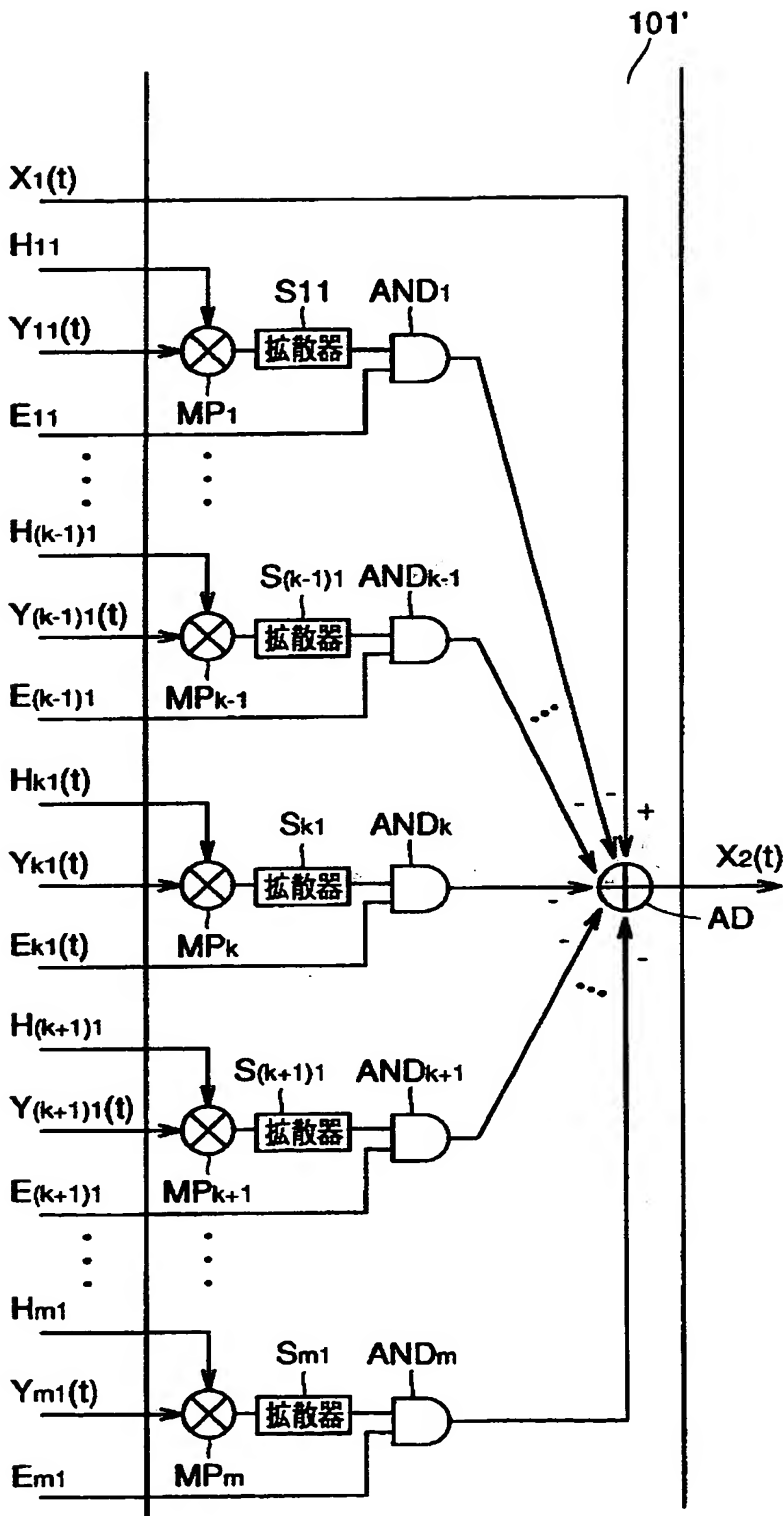 101'
X1(t)
H11
S11 AND1
Y11(t)
拡散器
MP1
E11
H(k-1)1
S(k-1)1 ANDk-1
Y(k-1)1(t)
拡散器
MPk-1
E(k-1)1
Hk1(t)
- - +
Sk1 ANDk
Yk1(t)
拡散器
X2(t)
- AD
MPk
Ek1(t)
- -
H(k+1)1
S(k+1)1 ANDk+1
Y(k+1)1(t)
拡散器
MPk+1
E(k+1)1
Hm1
Sm1 ANDm
Ym1(t)
拡散器
MPm
Em1